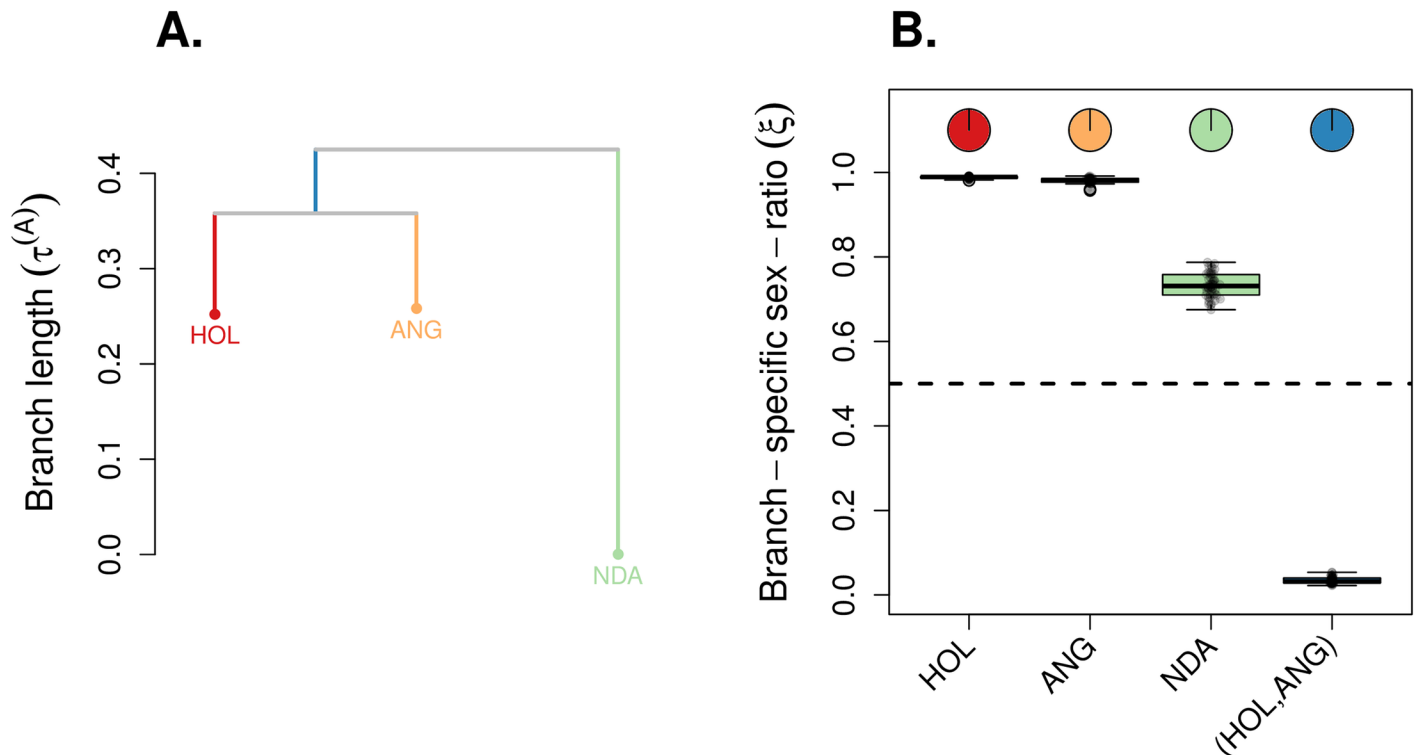 A.
Branch length (τ(A))
0.4
0.3
0.2
0.1
0.0
HOL
ANG
NDA
B.
Branch – specific sex – ratio (ξ)
1.0
0.8
0.6
0.4
0.2
0.0
HOL
ANG
NDA
(HOL,ANG)